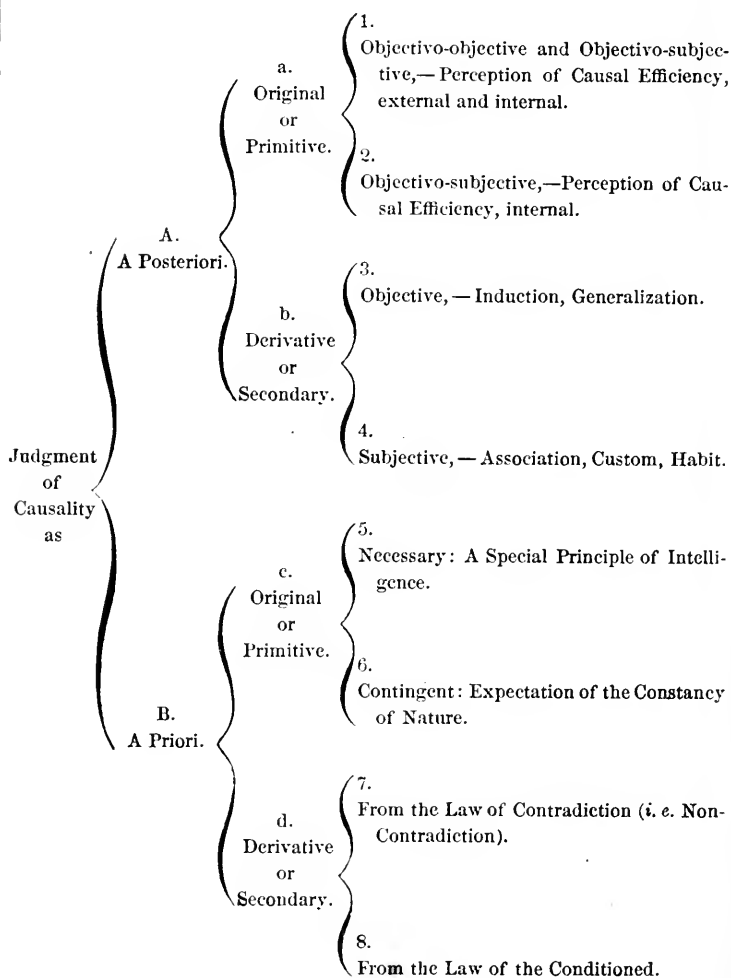 Judgment
of
Causality
as
A.
A Posteriori.
a.
Original
or
Primitive.
1.
Objectivo-objective and Objectivo-subjec-
tive,—Perception of Causal Efficiency,
external and internal.
2.
Objectivo-subjective,—Perception of Cau-
sal Efficiency, internal.
b.
Derivative
or
Secondary.
3.
Objective, — Induction, Generalization.
4.
Subjective, — Association, Custom, Habit.
B.
A Priori.
c.
Original
or
Primitive.
5.
Necessary: A Special Principle of Intelli-
gence.
6.
Contingent: Expectation of the Constancy
of Nature.
d.
Derivative
or
Secondary.
7.
From the Law of Contradiction (i. e. Non-
Contradiction).
8.
From the Law of the Conditioned.